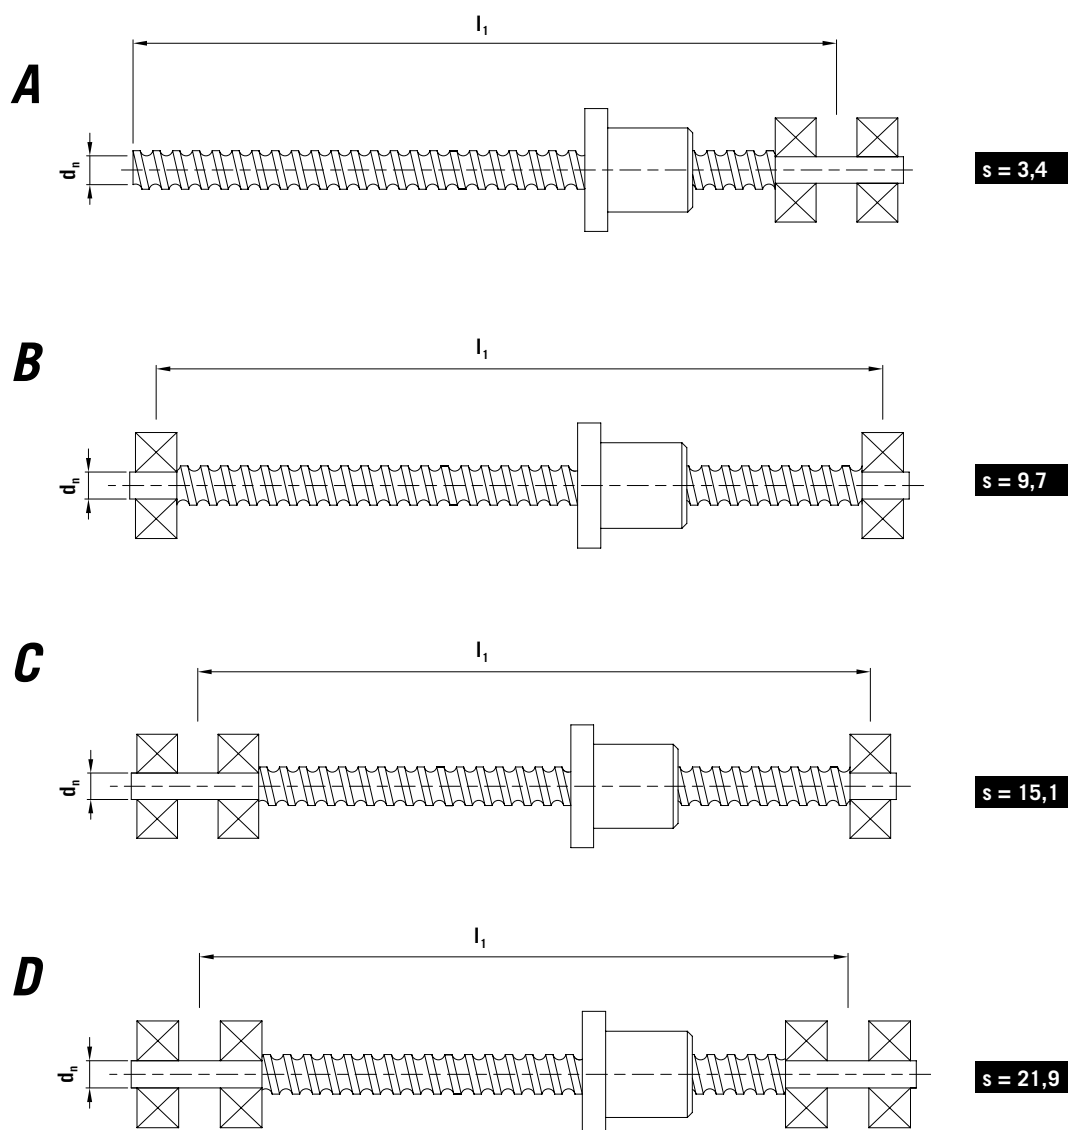 l₁
A
dₙ
s = 3,4
l₁
B
dₙ
s = 9,7
l₁
C
dₙ
s = 15,1
l₁
D
dₙ
s = 21,9